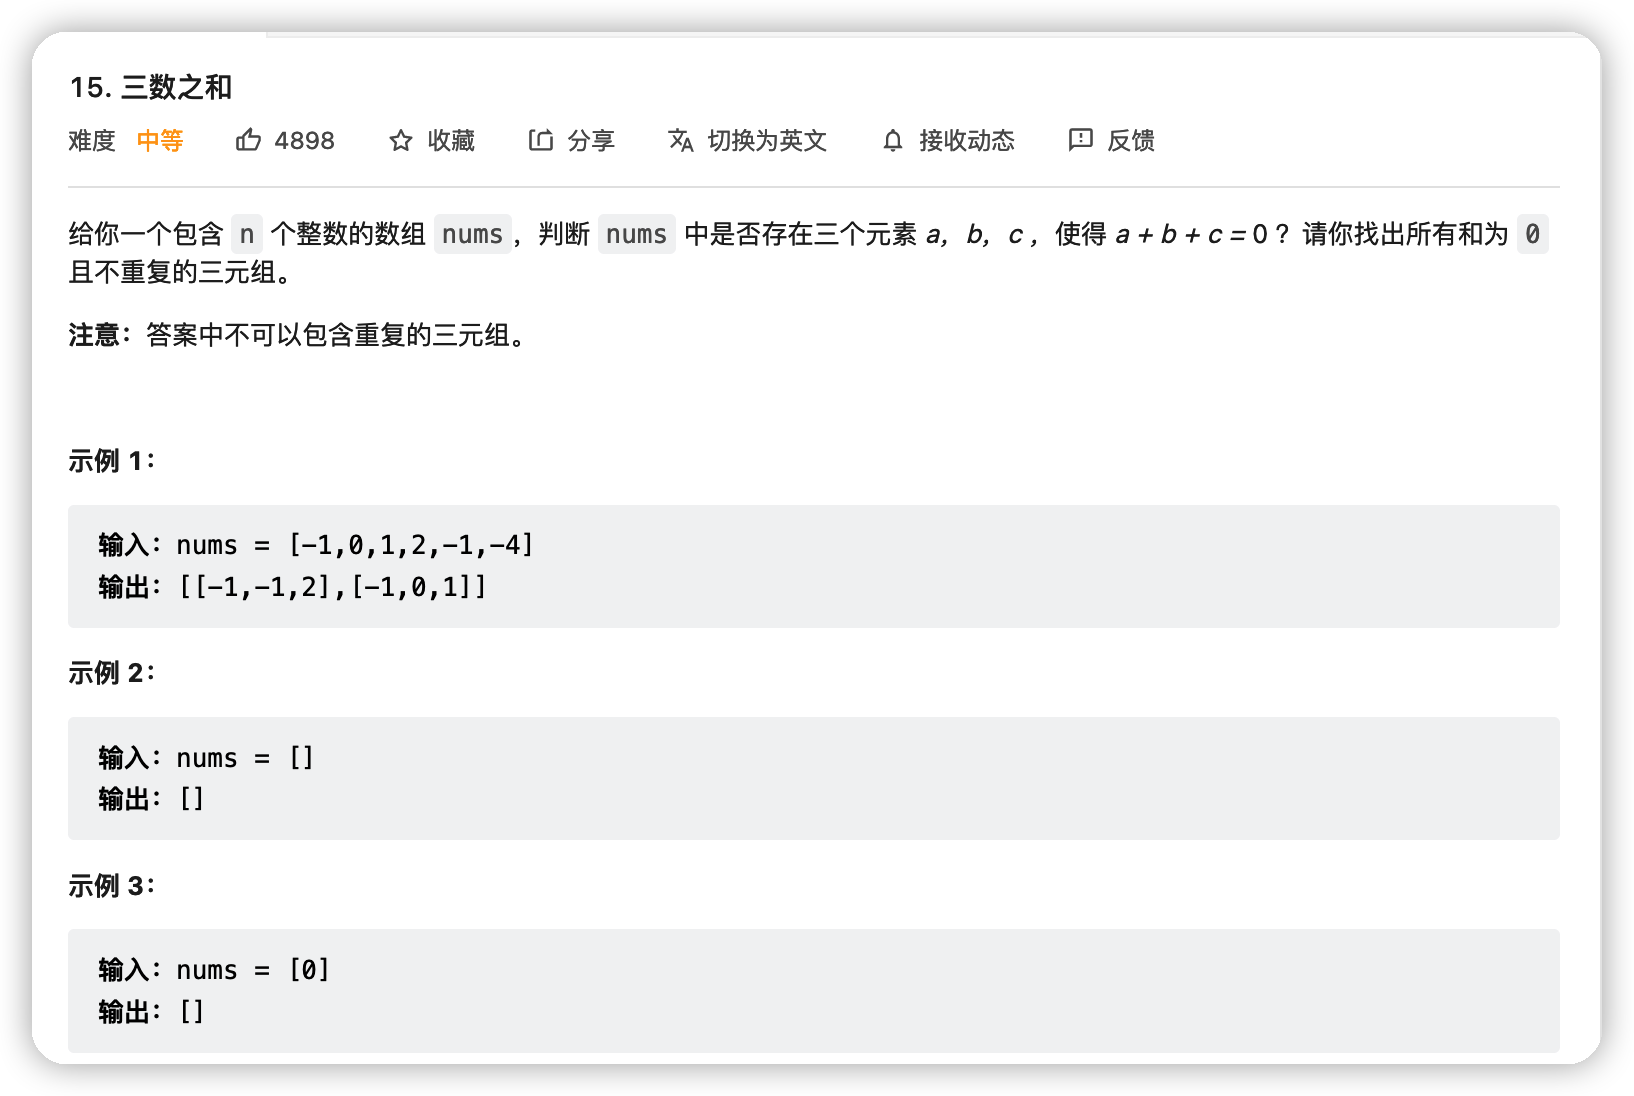 15. 三数之和
难度 中等 4898 收藏 分享 切换为英文 接收动态 反馈
给你一个包含 n 个整数的数组 nums，判断 nums 中是否存在三个元素 a，b，c ，使得 a + b + c = 0 ？请你找出所有和为 0
且不重复的三元组。
注意：答案中不可以包含重复的三元组。
示例 1：
输入：nums = [-1,0,1,2,-1,-4]
输出：[[-1,-1,2],[-1,0,1]]
示例 2：
输入：nums = []
输出：[]
示例 3：
输入：nums = [0]
输出：[]